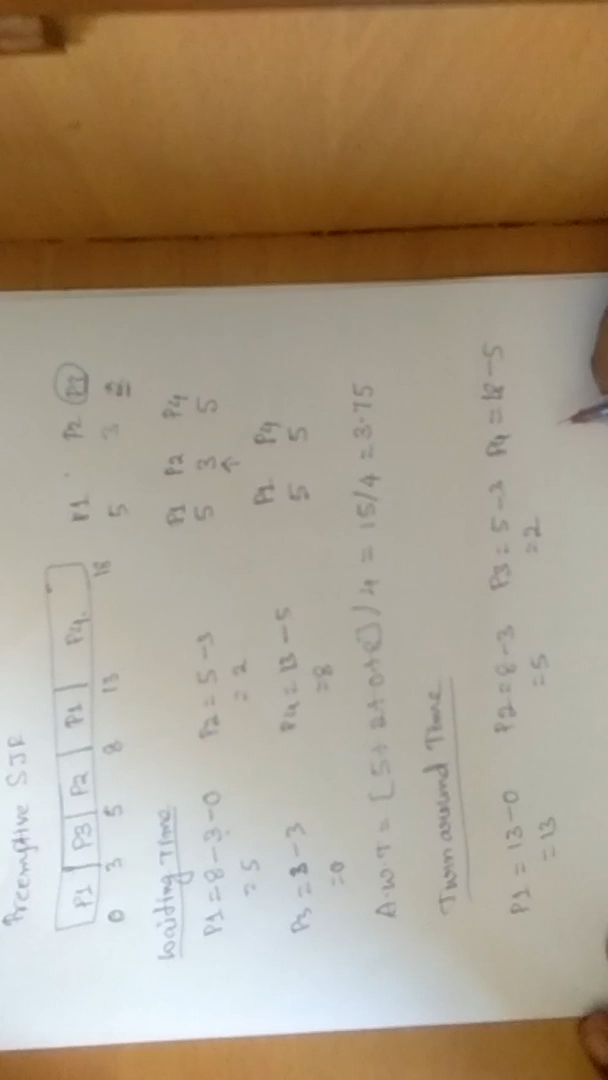 Preemptive SJF
P1 P3 P2 P1 P4
0 3 5 8 13 18
P1 P2
5 3 2
Waiting Time
P1 = 8-3-0 P2 = 5-3
= 5 = 2
P1 P2 P4
5 3 5
P3 = 3-3 P4 = 13-5
= 0 = 8
P1 P4
5 5
A.W.T = [5+2+0+8]/4 = 15/4 = 3.75
Turn around Time
P1 = 13-0 P2 = 8-3 P3 = 5-3 P4 = 18-5
= 13 = 5 = 2